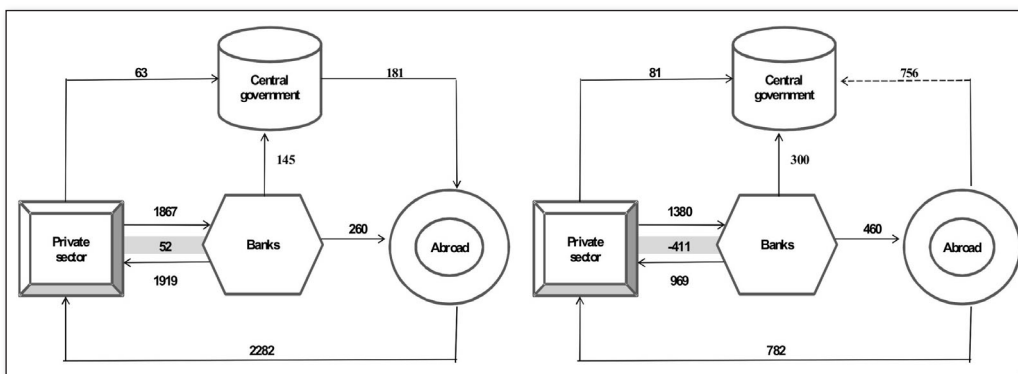 63
Central
government
181
145
1867
Private
sector
52
Banks
260
Abroad
1919
2282
81
Central
government
756
300
1380
Private
sector
-411
Banks
460
Abroad
969
782